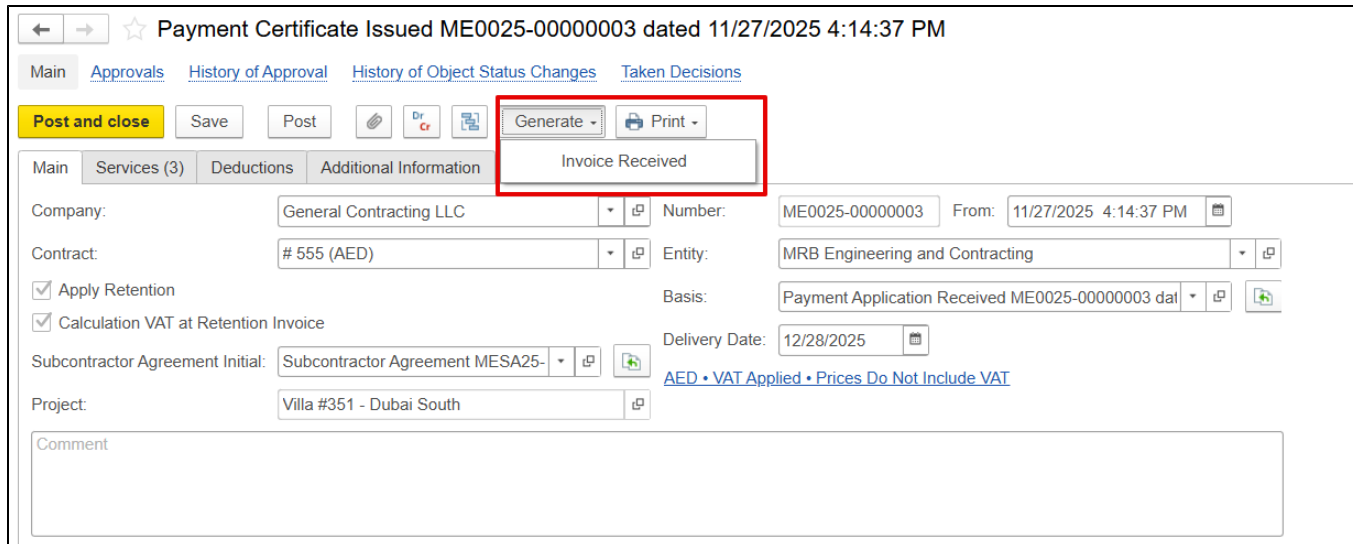 Payment Certificate Issued ME0025-00000003 dated 11/27/2025 4:14:37 PM
Main Approvals History of Approval History of Object Status Changes Taken Decisions
Post and close Save Post Dr Cr Generate Print
Invoice Received
Main Services (3) Deductions Additional Information
Company: General Contracting LLC Number: ME0025-00000003 From: 11/27/2025 4:14:37 PM
Contract: # 555 (AED) Entity: MRB Engineering and Contracting
Apply Retention
Basis: Payment Application Received ME0025-00000003 dat
Calculation VAT at Retention Invoice
Delivery Date: 12/28/2025
Subcontractor Agreement Initial: Subcontractor Agreement MESA25-
AED • VAT Applied • Prices Do Not Include VAT
Project: Villa #351 - Dubai South
Comment